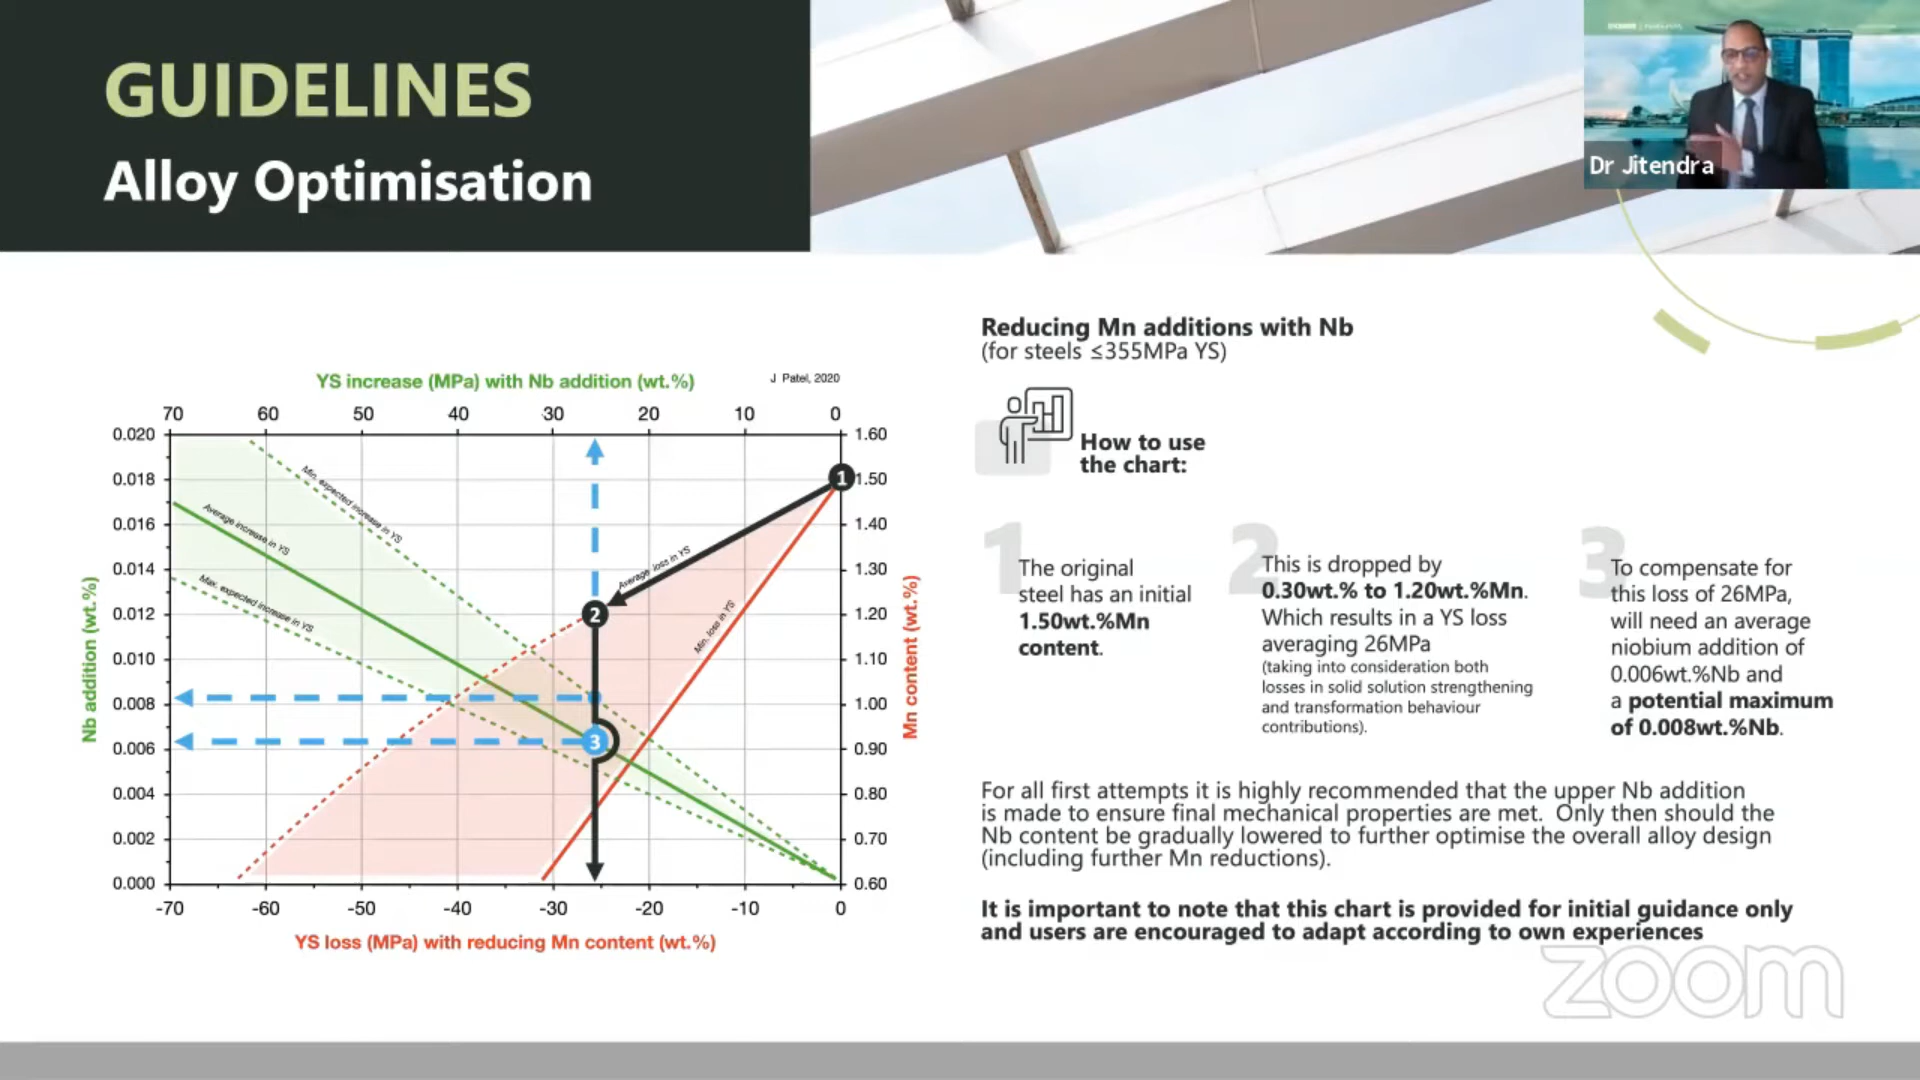 GUIDELINES
Alloy Optimisation
Dr Jitendra
YS increase (MPa) with Nb addition (wt.%)
J Patel, 2020
70 60 50 40 30 20 10 0
0.020
0.018
0.016
0.014
0.012
0.010
0.008
0.006
0.004
0.002
0.000
Nb addition (wt.%)
Min. expected increase in YS
Average increase in YS
Max. expected increase in YS
Average loss in YS
Min. loss in YS
1
2
3
1.60
1.50
1.40
1.30
1.20
1.10
1.00
0.90
0.80
0.70
0.60
Mn content (wt.%)
-70 -60 -50 -40 -30 -20 -10 0
YS loss (MPa) with reducing Mn content (wt.%)
Reducing Mn additions with Nb
(for steels ≤355MPa YS)
How to use
the chart:
1
The original
steel has an initial
1.50wt.%Mn
content.
2
This is dropped by
0.30wt.% to 1.20wt.%Mn.
Which results in a YS loss
averaging 26MPa
(taking into consideration both
losses in solid solution strengthening
and transformation behaviour
contributions).
3
To compensate for
this loss of 26MPa,
will need an average
niobium addition of
0.006wt.%Nb and
a potential maximum
of 0.008wt.%Nb.
For all first attempts it is highly recommended that the upper Nb addition
is made to ensure final mechanical properties are met. Only then should the
Nb content be gradually lowered to further optimise the overall alloy design
(including further Mn reductions).
It is important to note that this chart is provided for initial guidance only
and users are encouraged to adapt according to own experiences
zoom